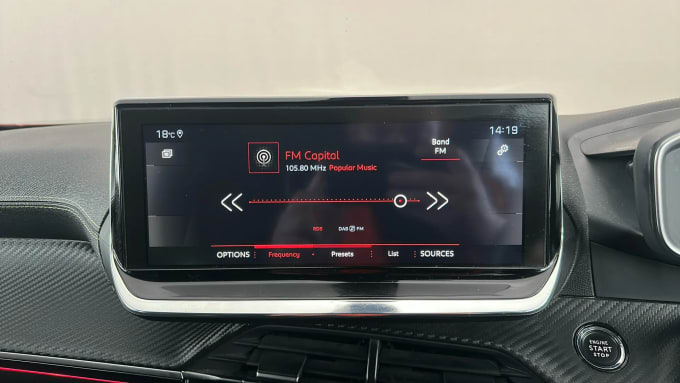 18°C 14:19
FM Capital
105.80 MHz Popular Music
Band
FM
RDS DAB FM
OPTIONS Frequency Presets List SOURCES
ENGINE
START
STOP